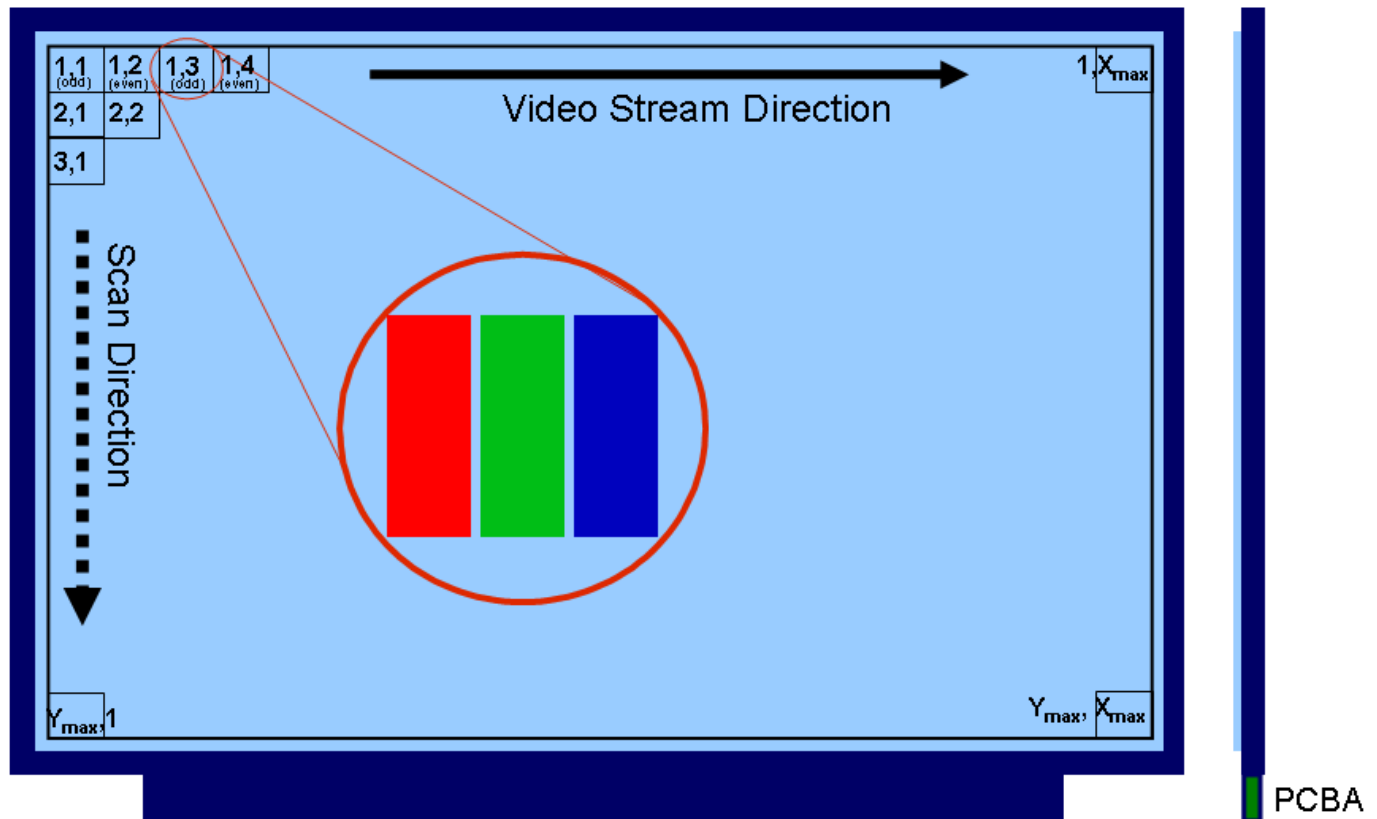 1,1 1,2 1,3 1,4 1,Xmax
(odd) (even) (odd) (even)
2,1 2,2
3,1
Video Stream Direction
Scan Direction
Ymax,1
Ymax, Xmax
PCBA